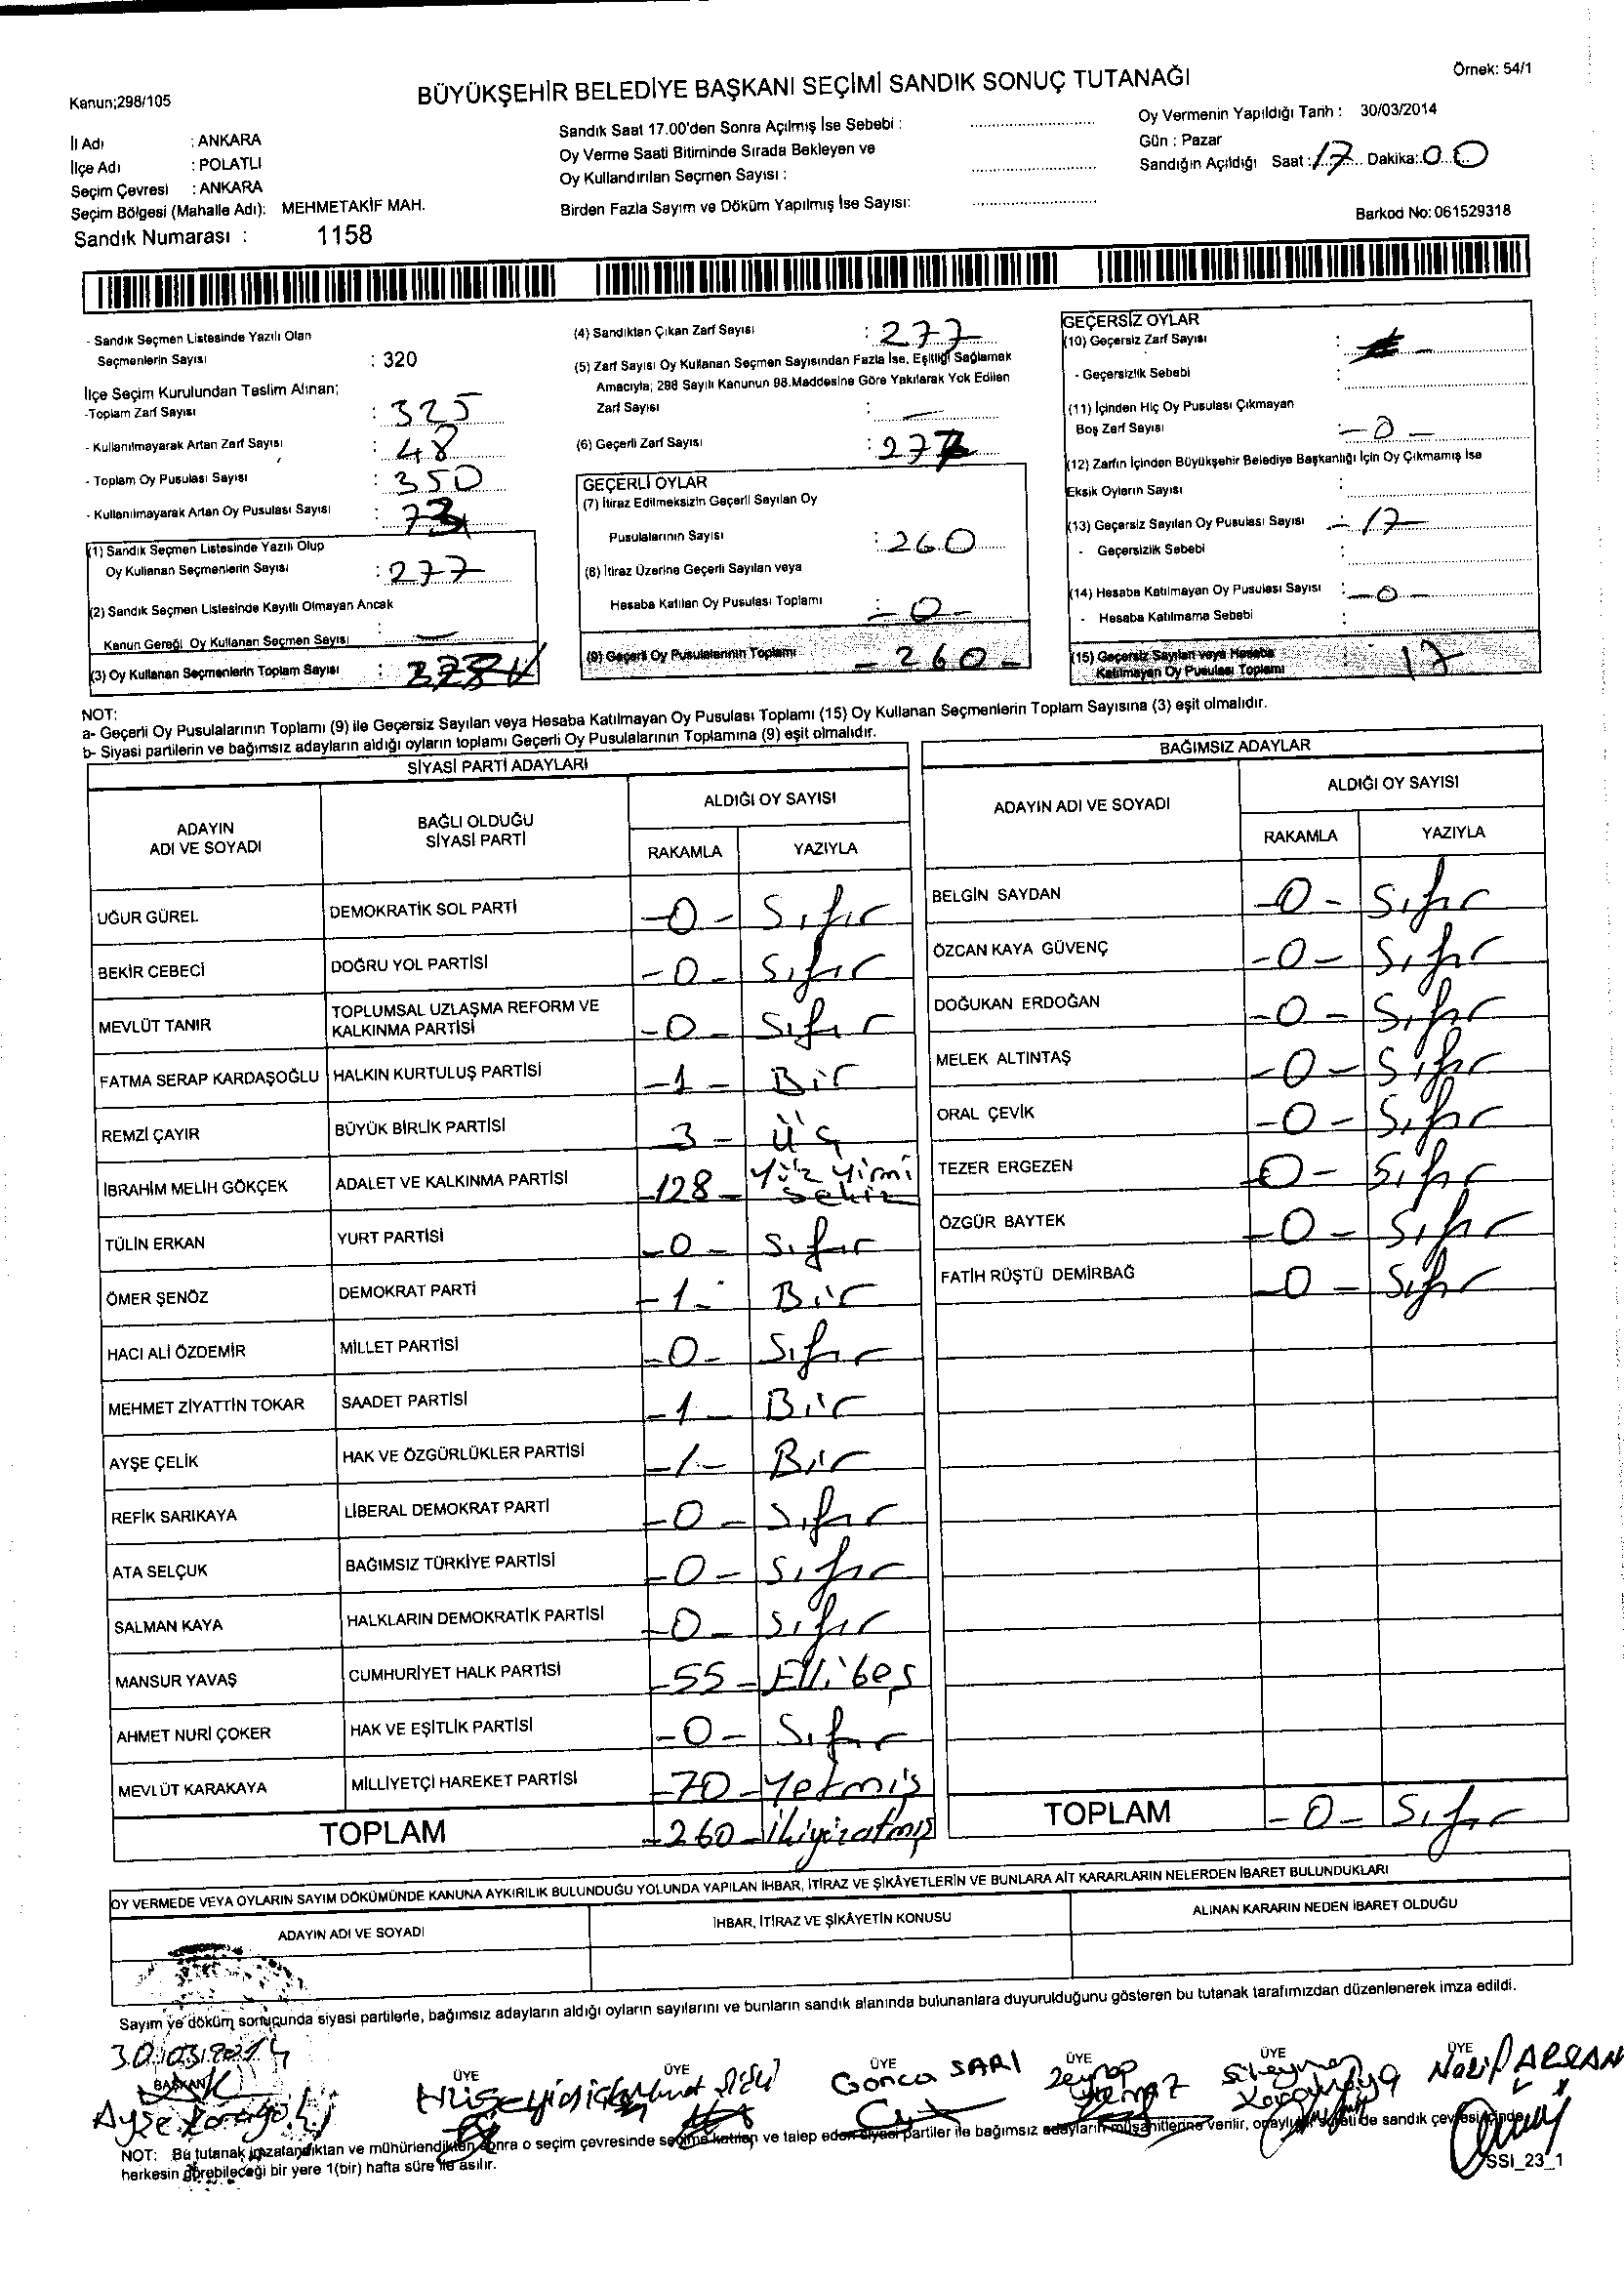 Örnek: 54/1
BÜYÜKŞEHİR BELEDİYE BAŞKANI SEÇİMİ SANDIK SONUÇ TUTANAĞI
Kanun;298/105
İl Adı : ANKARA
İlçe Adı : POLATLI
Seçim Çevresi : ANKARA
Seçim Bölgesi (Mahalle Adı): MEHMETAKİF MAH.
Sandık Numarası : 1158
Sandık Saat 17.00'den Sonra Açılmış İse Sebebi :
Oy Verme Saati Bitiminde Sırada Bekleyen ve
Oy Kullandırılan Seçmen Sayısı :
Birden Fazla Sayım ve Döküm Yapılmış İse Sayısı:
Oy Vermenin Yapıldığı Tarih : 30/03/2014
Gün : Pazar
Sandığın Açıldığı Saat : 17 Dakika: 00
Barkod No: 061529318
- Sandık Seçmen Listesinde Yazılı Olan
Seçmenlerin Sayısı : 320
İlçe Seçim Kurulundan Teslim Alınan;
-Toplam Zarf Sayısı : 325
- Kullanılmayarak Artan Zarf Sayısı : 48
- Toplam Oy Pusulası Sayısı : 350
- Kullanılmayarak Artan Oy Pusulası Sayısı : 73
(1) Sandık Seçmen Listesinde Yazılı Olup
Oy Kullanan Seçmenlerin Sayısı : 277
(2) Sandık Seçmen Listesinde Kayıtlı Olmayan Ancak
Kanun Gereği Oy Kullanan Seçmen Sayısı : —
(3) Oy Kullanan Seçmenlerin Toplam Sayısı :
(4) Sandıktan Çıkan Zarf Sayısı : 277
(5) Zarf Sayısı Oy Kullanan Seçmen Sayısından Fazla İse, Eşitliği Sağlamak
Amacıyla; 298 Sayılı Kanunun 98.Maddesine Göre Yakılarak Yok Edilen
Zarf Sayısı : —
(6) Geçerli Zarf Sayısı : 277
GEÇERLİ OYLAR
(7) İtiraz Edilmeksizin Geçerli Sayılan Oy
Pusulalarının Sayısı : 260
(8) İtiraz Üzerine Geçerli Sayılan veya
Hesaba Katılan Oy Pusulası Toplamı : -0-
(9) Geçerli Oy Pusulalarının Toplamı - 260 -
GEÇERSİZ OYLAR
(10) Geçersiz Zarf Sayısı :
- Geçersizlik Sebebi :
(11) İçinden Hiç Oy Pusulası Çıkmayan
Boş Zarf Sayısı : -0-
(12) Zarfın İçinden Büyükşehir Belediye Başkanlığı İçin Oy Çıkmamış İse
Eksik Oyların Sayısı :
(13) Geçersiz Sayılan Oy Pusulası Sayısı - 17 -
- Geçersizlik Sebebi :
(14) Hesaba Katılmayan Oy Pusulası Sayısı : -0-
- Hesaba Katılmama Sebebi :
(15) Geçersiz Sayılan veya Hesaba
Katılmayan Oy Pusulası Toplamı : 17
NOT:
a- Geçerli Oy Pusulalarının Toplamı (9) ile Geçersiz Sayılan veya Hesaba Katılmayan Oy Pusulası Toplamı (15) Oy Kullanan Seçmenlerin Toplam Sayısına (3) eşit olmalıdır.
b- Siyasi partilerin ve bağımsız adayların aldığı oyların toplamı Geçerli Oy Pusulalarının Toplamına (9) eşit olmalıdır.
SİYASİ PARTİ ADAYLARI
ADAYIN ADI VE SOYADI BAĞLI OLDUĞU SİYASİ PARTİ ALDIĞI OY SAYISI
RAKAMLA YAZIYLA
UĞUR GÜREL DEMOKRATİK SOL PARTİ -0- Sıfır
BEKİR CEBECİ DOĞRU YOL PARTİSİ -0- Sıfır
MEVLÜT TANIR TOPLUMSAL UZLAŞMA REFORM VE KALKINMA PARTİSİ -0- Sıfır
FATMA SERAP KARDAŞOĞLU HALKIN KURTULUŞ PARTİSİ -1- Bir
REMZİ ÇAYIR BÜYÜK BİRLİK PARTİSİ 3- Üç
İBRAHİM MELİH GÖKÇEK ADALET VE KALKINMA PARTİSİ -128- Yüz Yirmi Sekiz
TÜLİN ERKAN YURT PARTİSİ -0- Sıfır
ÖMER ŞENÖZ DEMOKRAT PARTİ -1- Bir
HACI ALİ ÖZDEMİR MİLLET PARTİSİ -0- Sıfır
MEHMET ZİYATTİN TOKAR SAADET PARTİSİ -1- Bir
AYŞE ÇELİK HAK VE ÖZGÜRLÜKLER PARTİSİ -1- Bir
REFİK SARIKAYA LİBERAL DEMOKRAT PARTİ -0- Sıfır
ATA SELÇUK BAĞIMSIZ TÜRKİYE PARTİSİ -0- Sıfır
SALMAN KAYA HALKLARIN DEMOKRATİK PARTİSİ -0- Sıfır
MANSUR YAVAŞ CUMHURİYET HALK PARTİSİ -55- Elli beş
AHMET NURİ ÇOKER HAK VE EŞİTLİK PARTİSİ -0- Sıfır
MEVLÜT KARAKAYA MİLLİYETÇİ HAREKET PARTİSİ -70- Yetmiş
TOPLAM -260- İkiyüzatmış
BAĞIMSIZ ADAYLAR
ADAYIN ADI VE SOYADI ALDIĞI OY SAYISI
RAKAMLA YAZIYLA
BELGİN SAYDAN -0- Sıfır
ÖZCAN KAYA GÜVENÇ -0- Sıfır
DOĞUKAN ERDOĞAN -0- Sıfır
MELEK ALTINTAŞ -0- Sıfır
ORAL ÇEVİK -0- Sıfır
TEZER ERGEZEN 0- Sıfır
ÖZGÜR BAYTEK -0- Sıfır
FATİH RÜŞTÜ DEMİRBAĞ -0- Sıfır
TOPLAM -0- Sıfır
OY VERMEDE VEYA OYLARIN SAYIM DÖKÜMÜNDE KANUNA AYKIRILIK BULUNDUĞU YOLUNDA YAPILAN İHBAR, İTİRAZ VE ŞİKÂYETLERİN VE BUNLARA AİT KARARLARIN NELERDEN İBARET BULUNDUKLARI
ADAYIN ADI VE SOYADI İHBAR, İTİRAZ VE ŞİKÂYETİN KONUSU ALINAN KARARIN NEDEN İBARET OLDUĞU
Sayım ve döküm sonucunda siyasi partilerle, bağımsız adayların aldığı oyların sayılarını ve bunların sandık alanında bulunanlara duyurulduğunu gösteren bu tutanak tarafımızdan düzenlenerek imza edildi.
30.03.2014
BAŞKAN ÜYE ÜYE ÜYE ÜYE ÜYE ÜYE
Ayşe Gonca SARI Zeynep Nazif ARSAN
NOT: Bu tutanak imzalandıktan ve mühürlendikten sonra o seçim çevresinde seçime katılan ve talep eden siyasi partiler ile bağımsız adayların müşahitlerine verilir, onaylı sureti de sandık çevresi içinde
herkesin görebileceği bir yere 1(bir) hafta süre ile asılır.
SSI_23_1